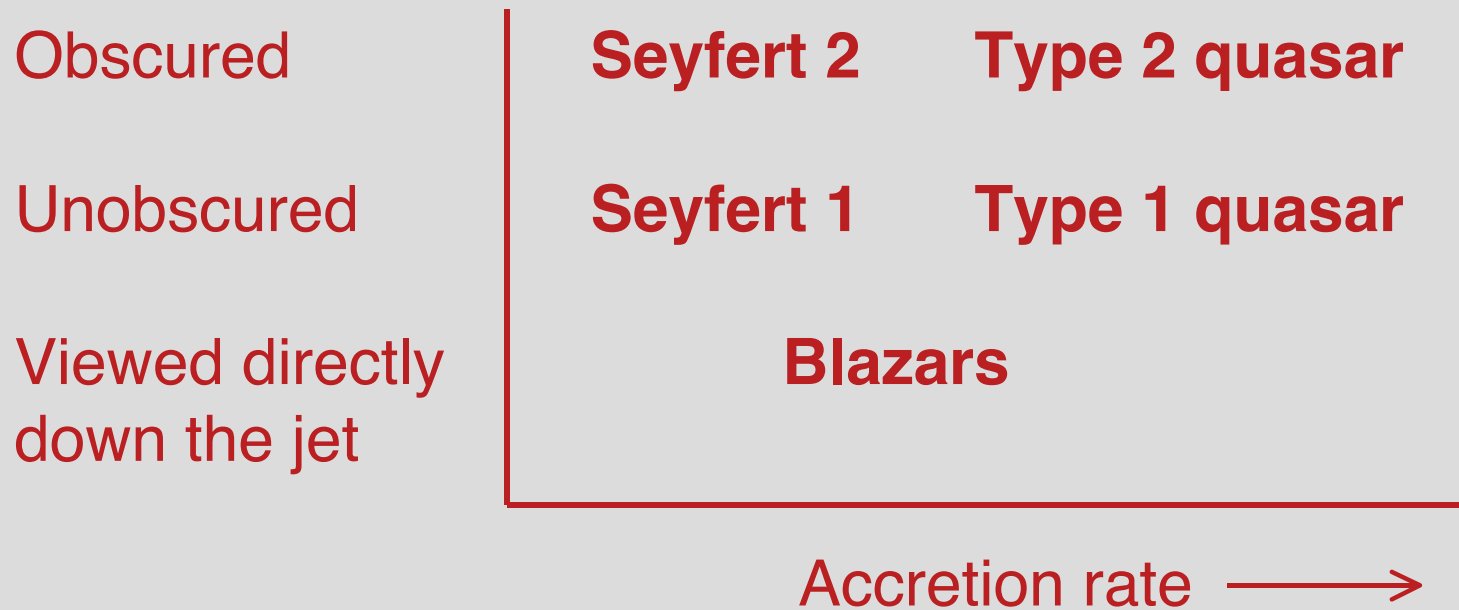 Obscured Seyfert 2 Type 2 quasar
Unobscured Seyfert 1 Type 1 quasar
Viewed directly Blazars
down the jet
Accretion rate